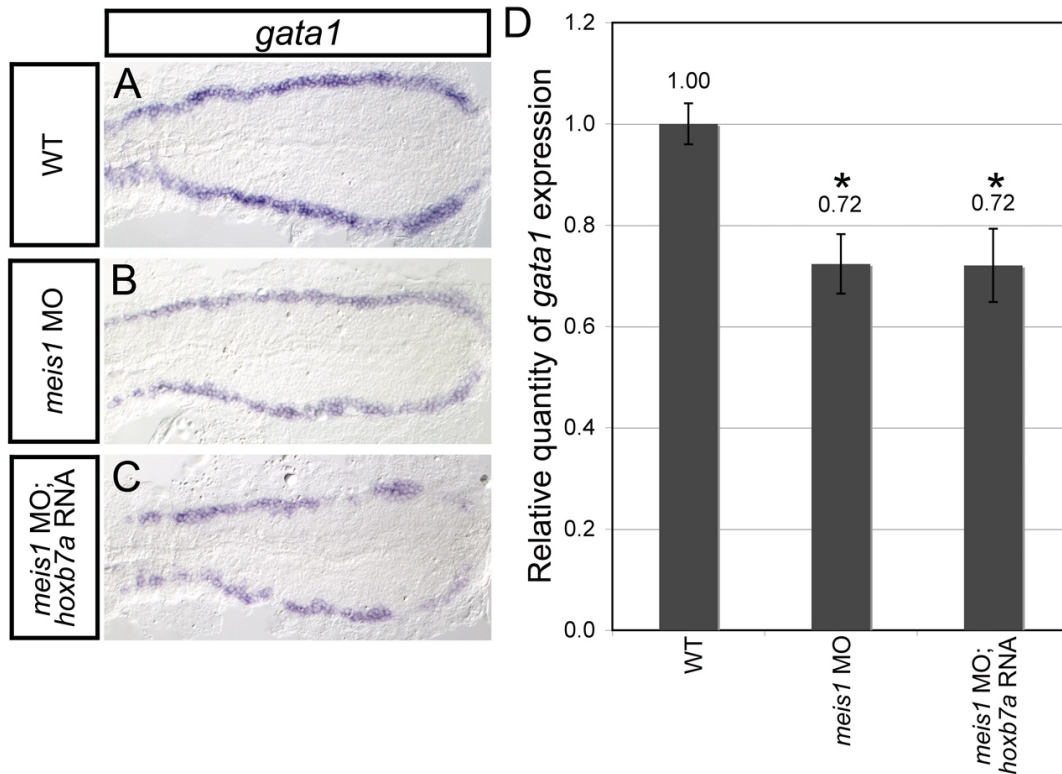 gata1
A
WT
B
meis1 MO
C
meis1 MO;
hoxb7a RNA
D
Relative quantity of gata1 expression
1.2
1.0
0.8
0.6
0.4
0.2
0.0
1.00
*
0.72
*
0.72
WT
meis1 MO
meis1 MO;
hoxb7a RNA